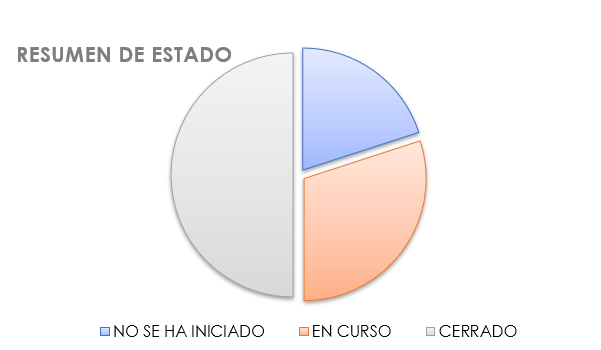 RESUMEN DE ESTADO
NO SE HA INICIADO
EN CURSO
CERRADO